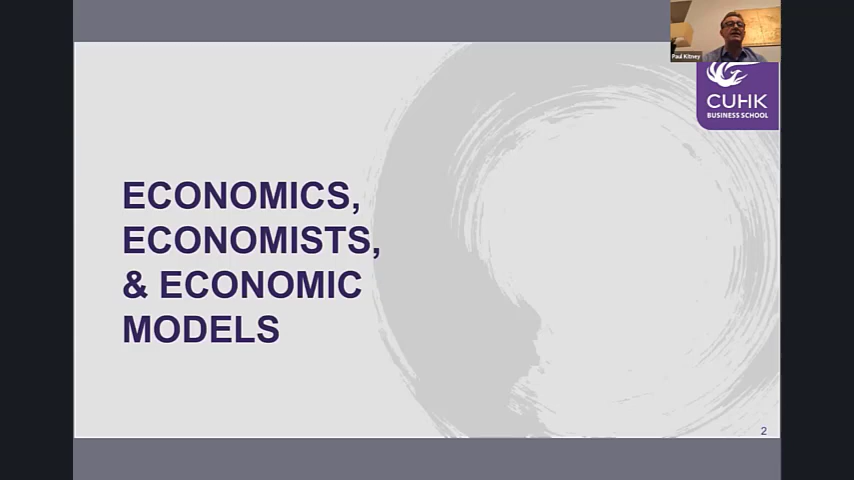 Paul Kitney
CUHK
BUSINESS SCHOOL
ECONOMICS,
ECONOMISTS,
& ECONOMIC
MODELS
2